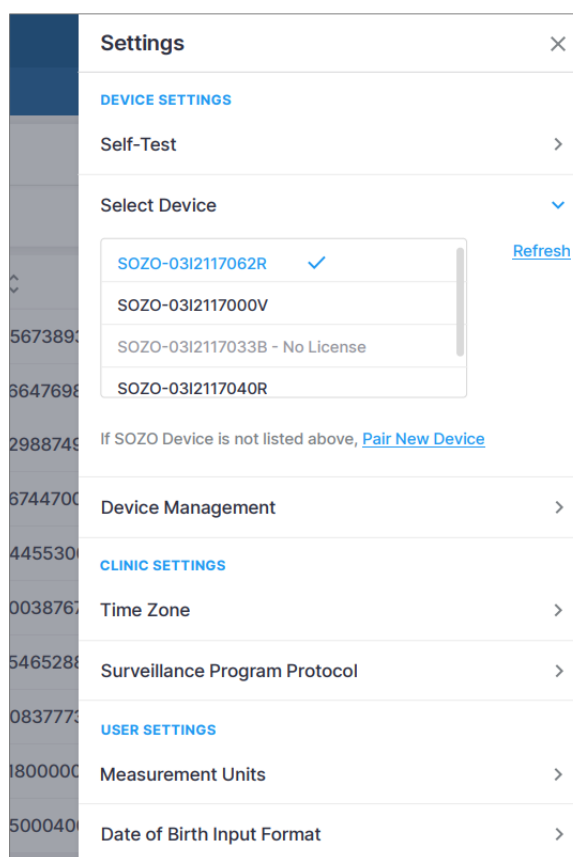 Settings
DEVICE SETTINGS
Self-Test
Select Device
SOZO-03I2117062R
Refresh
SOZO-03I2117000V
SOZO-03I2117033B - No License
SOZO-03I2117040R
If SOZO Device is not listed above, Pair New Device
Device Management
CLINIC SETTINGS
Time Zone
Surveillance Program Protocol
USER SETTINGS
Measurement Units
Date of Birth Input Format